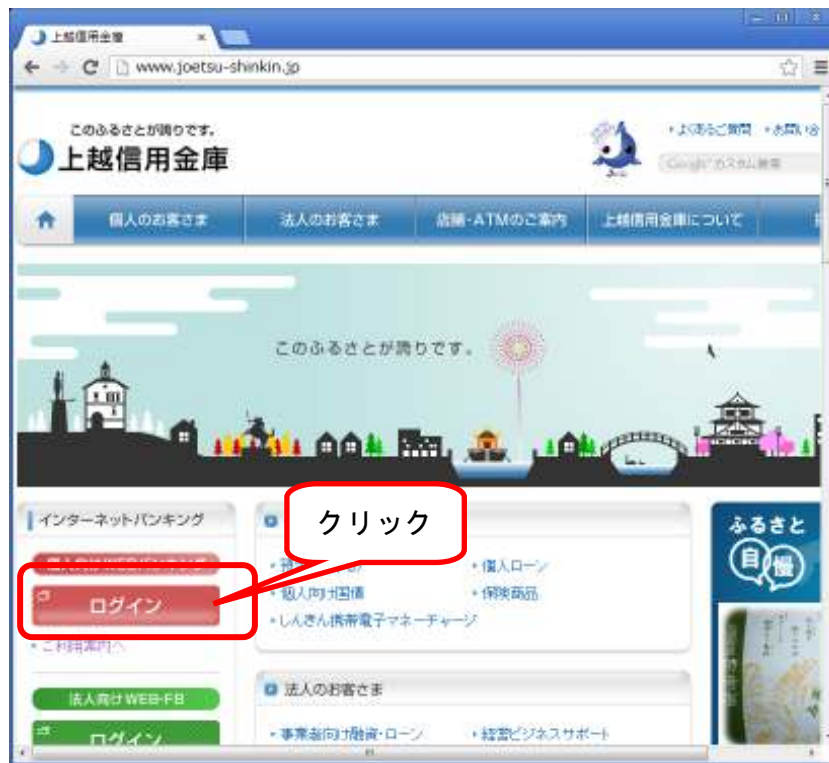 上越信用金庫
www.joetsu-shinkin.jp
このふるさとが誇りです。
上越信用金庫
よくあるご質問
Google カスタム検索
個人のお客さま
法人のお客さま
店舗・ATMのご案内
上越信用金庫について
このふるさとが誇りです。
インターネットバンキング
クリック
個人ローン
個人向け国債
保険商品
しんきん携帯電子マネーチャージ
ログイン
ご利用案内へ
法人のお客さま
法人向けWEB-FB
ログイン
事業者向け融資・ローン
経営ビジネスサポート
ふるさと
自慢